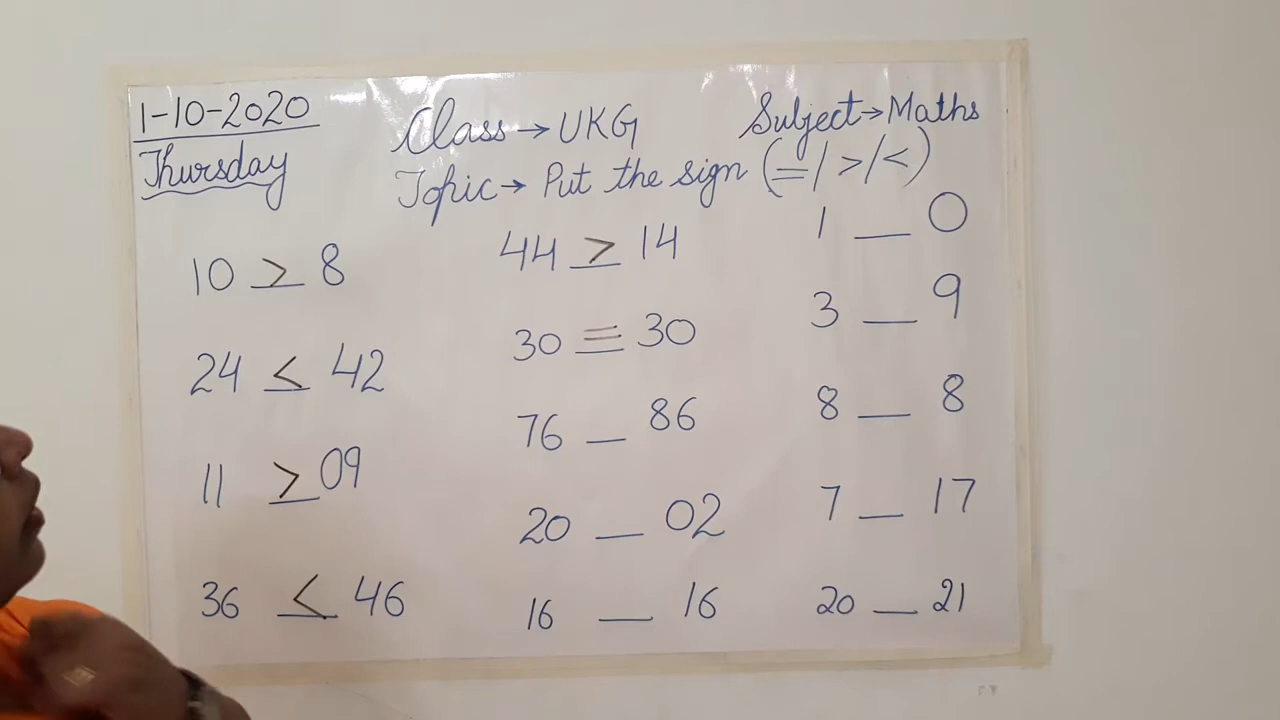 1-10-2020
Thursday
Class → UKG
Subject → Maths
Topic → Put the sign (=/>/<)
10 > 8
24 < 42
11 > 09
36 < 46
44 > 14
30 = 30
76 __ 86
20 __ 02
16 __ 16
1 __ 0
3 __ 9
8 __ 8
7 __ 17
20 __ 21